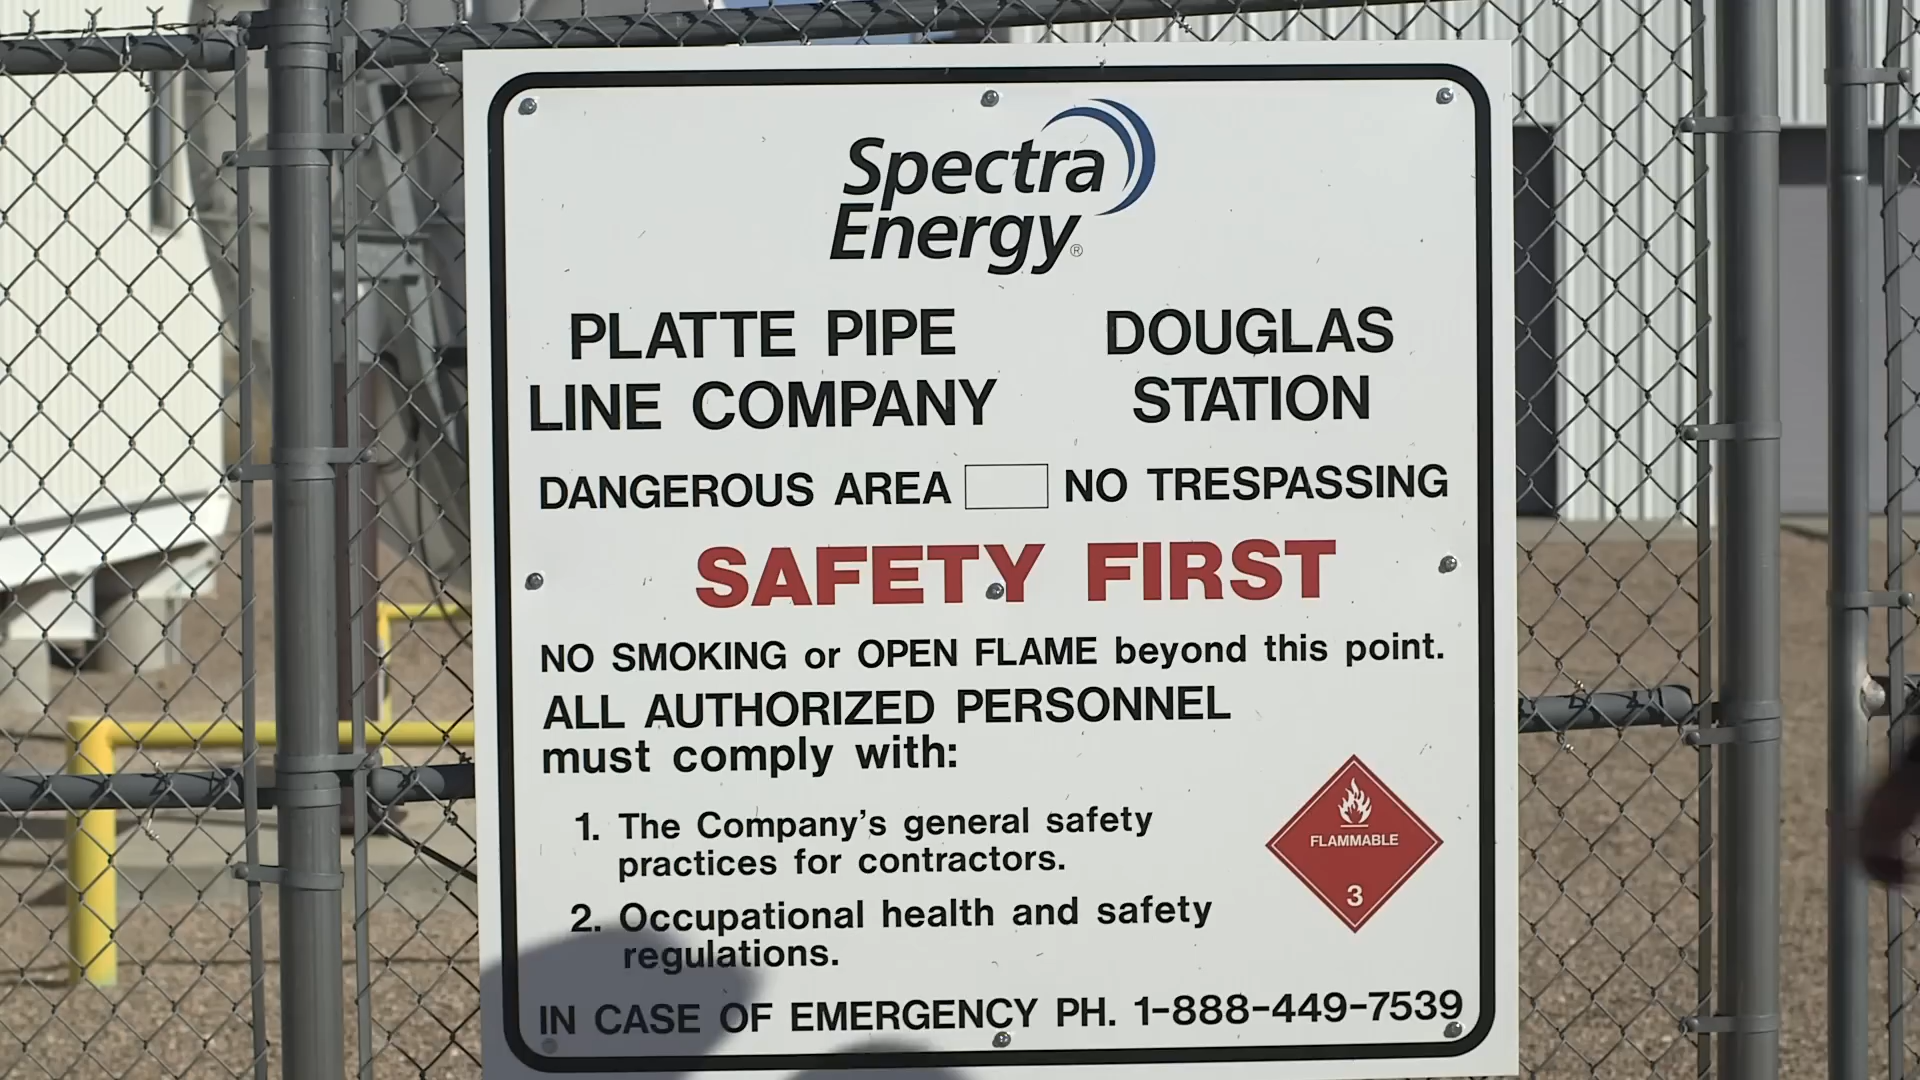 Spectra
Energy®
PLATTE PIPE
LINE COMPANY
DOUGLAS
STATION
DANGEROUS AREA NO TRESPASSING
SAFETY FIRST
NO SMOKING or OPEN FLAME beyond this point.
ALL AUTHORIZED PERSONNEL
must comply with:
1. The Company's general safety
practices for contractors.
2. Occupational health and safety
regulations.
FLAMMABLE
3
IN CASE OF EMERGENCY PH. 1-888-449-7539